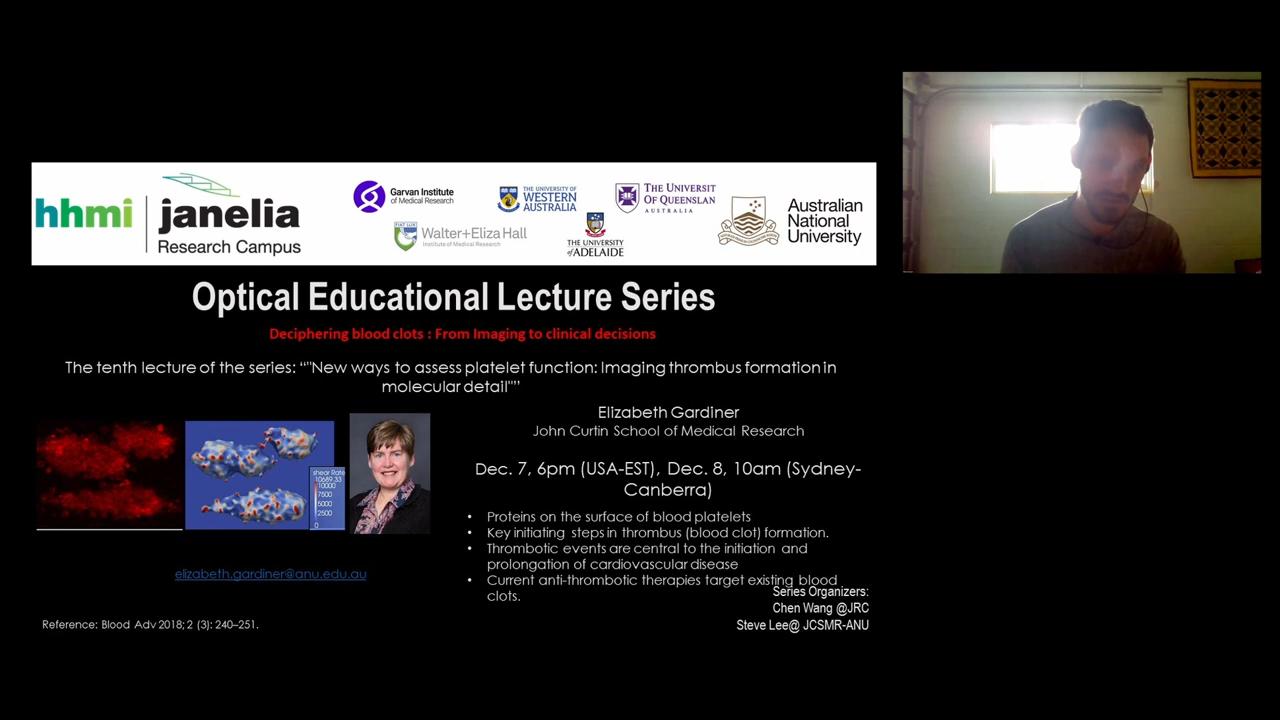 hhmi
janelia
Research Campus
Garvan Institute
of Medical Research
THE UNIVERSITY OF
WESTERN
AUSTRALIA
THE UNIVERSIT
OF QUEENSLAN
AUSTRALIA
FIAT LUX
Walter+Eliza Hall
Institute of Medical Research
THE UNIVERSITY
of ADELAIDE
Australian
National
University
Optical Educational Lecture Series
Deciphering blood clots : From Imaging to clinical decisions
The tenth lecture of the series: “"New ways to assess platelet function: Imaging thrombus formation in
molecular detail"”
Elizabeth Gardiner
John Curtin School of Medical Research
Dec. 7, 6pm (USA-EST), Dec. 8, 10am (Sydney-
Canberra)
shear Rate
10689.33
10000
7500
5000
2500
0
• Proteins on the surface of blood platelets
• Key initiating steps in thrombus (blood clot) formation.
• Thrombotic events are central to the initiation and
prolongation of cardiovascular disease
• Current anti-thrombotic therapies target existing blood
clots.
elizabeth.gardiner@anu.edu.au
Series Organizers:
Chen Wang @JRC
Steve Lee@ JCSMR-ANU
Reference: Blood Adv 2018; 2 (3): 240–251.